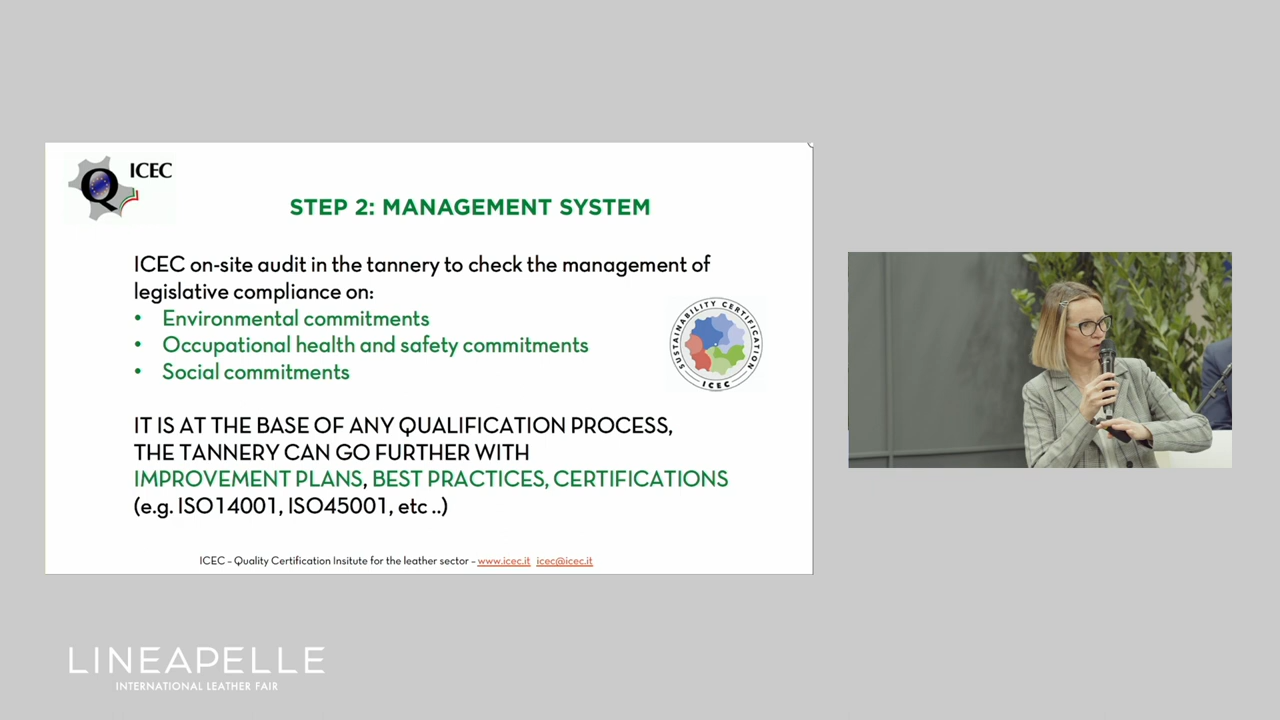 ICEC
Q
STEP 2: MANAGEMENT SYSTEM
ICEC on-site audit in the tannery to check the management of
legislative compliance on:
• Environmental commitments
• Occupational health and safety commitments
• Social commitments
SUSTAINABILITY CERTIFICATION
ICEC
IT IS AT THE BASE OF ANY QUALIFICATION PROCESS,
THE TANNERY CAN GO FURTHER WITH
IMPROVEMENT PLANS, BEST PRACTICES, CERTIFICATIONS
(e.g. ISO14001, ISO45001, etc ..)
ICEC – Quality Certification Insitute for the leather sector – www.icec.it icec@icec.it
LINEAPELLE
INTERNATIONAL LEATHER FAIR